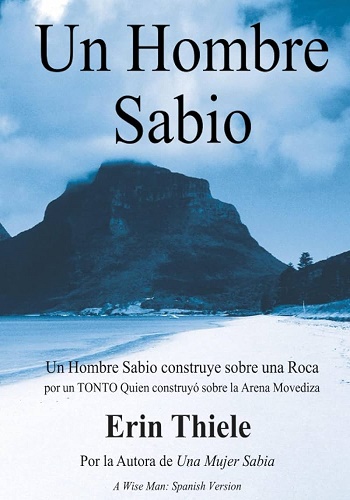 Un Hombre
Sabio
Un Hombre Sabio construye sobre una Roca
por un TONTO Quien construyó sobre la Arena Movediza
Erin Thiele
Por la Autora de Una Mujer Sabia
A Wise Man: Spanish Version